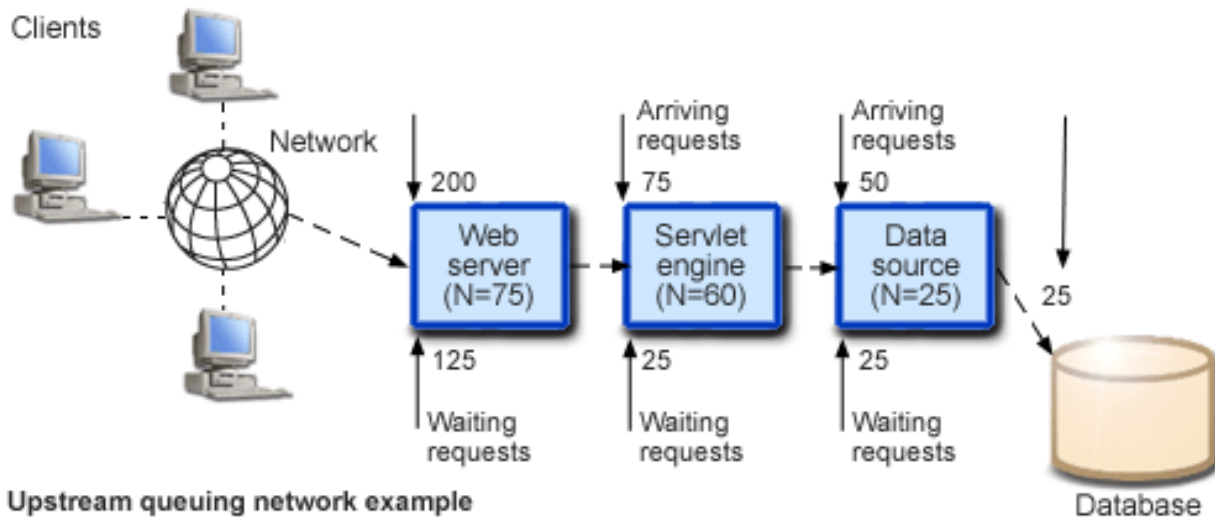 Clients
Network
200
Web
server
(N=75)
125
Waiting
requests
Arriving
requests
75
Servlet
engine
(N=60)
25
Waiting
requests
Arriving
requests
50
Data
source
(N=25)
25
Waiting
requests
25
Database
Upstream queuing network example